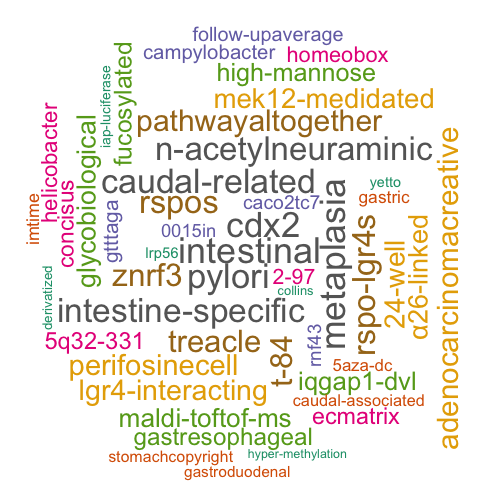 follow-upaverage
campylobacter homeobox
high-mannose
mek12-medidated
pathwayaltogether
n-acetylneuraminic
caudal-related
rspos
caco2tc7
0015in
cdx2
lrp56
intestinal
znrf3
pylori
2-97
collins
intestine-specific
5q32-331
treacle
t-84
rnf43
perifosinecell
lgr4-interacting
5aza-dc
iqgap1-dvl
caudal-associated
maldi-toftof-ms
ecmatrix
gastresophageal
stomachcopyright
hyper-methylation
gastroduodenal
imtime
helicobacter
concisus
derivatized
glycobiological
gtttaga
iap-luciferase
fucosylated
metaplasia
rspo-lgr4s
yetto
gastric
24-well
α26-linked
adenocarcinomacreative